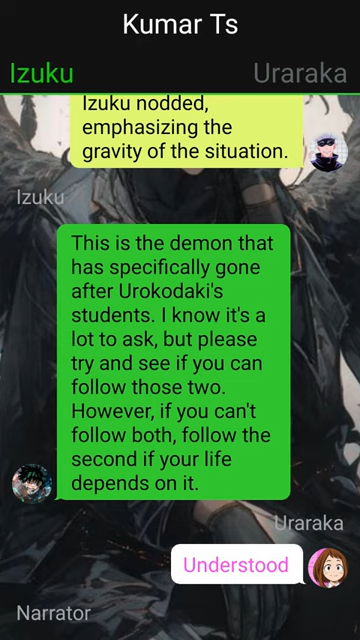 Kumar Ts
Izuku
Uraraka
Izuku nodded,
emphasizing the
gravity of the situation.
Izuku
This is the demon that
has specifically gone
after Urokodaki's
students. I know it's a
lot to ask, but please
try and see if you can
follow those two.
However, if you can't
follow both, follow the
second if your life
depends on it.
Uraraka
Understood
Narrator